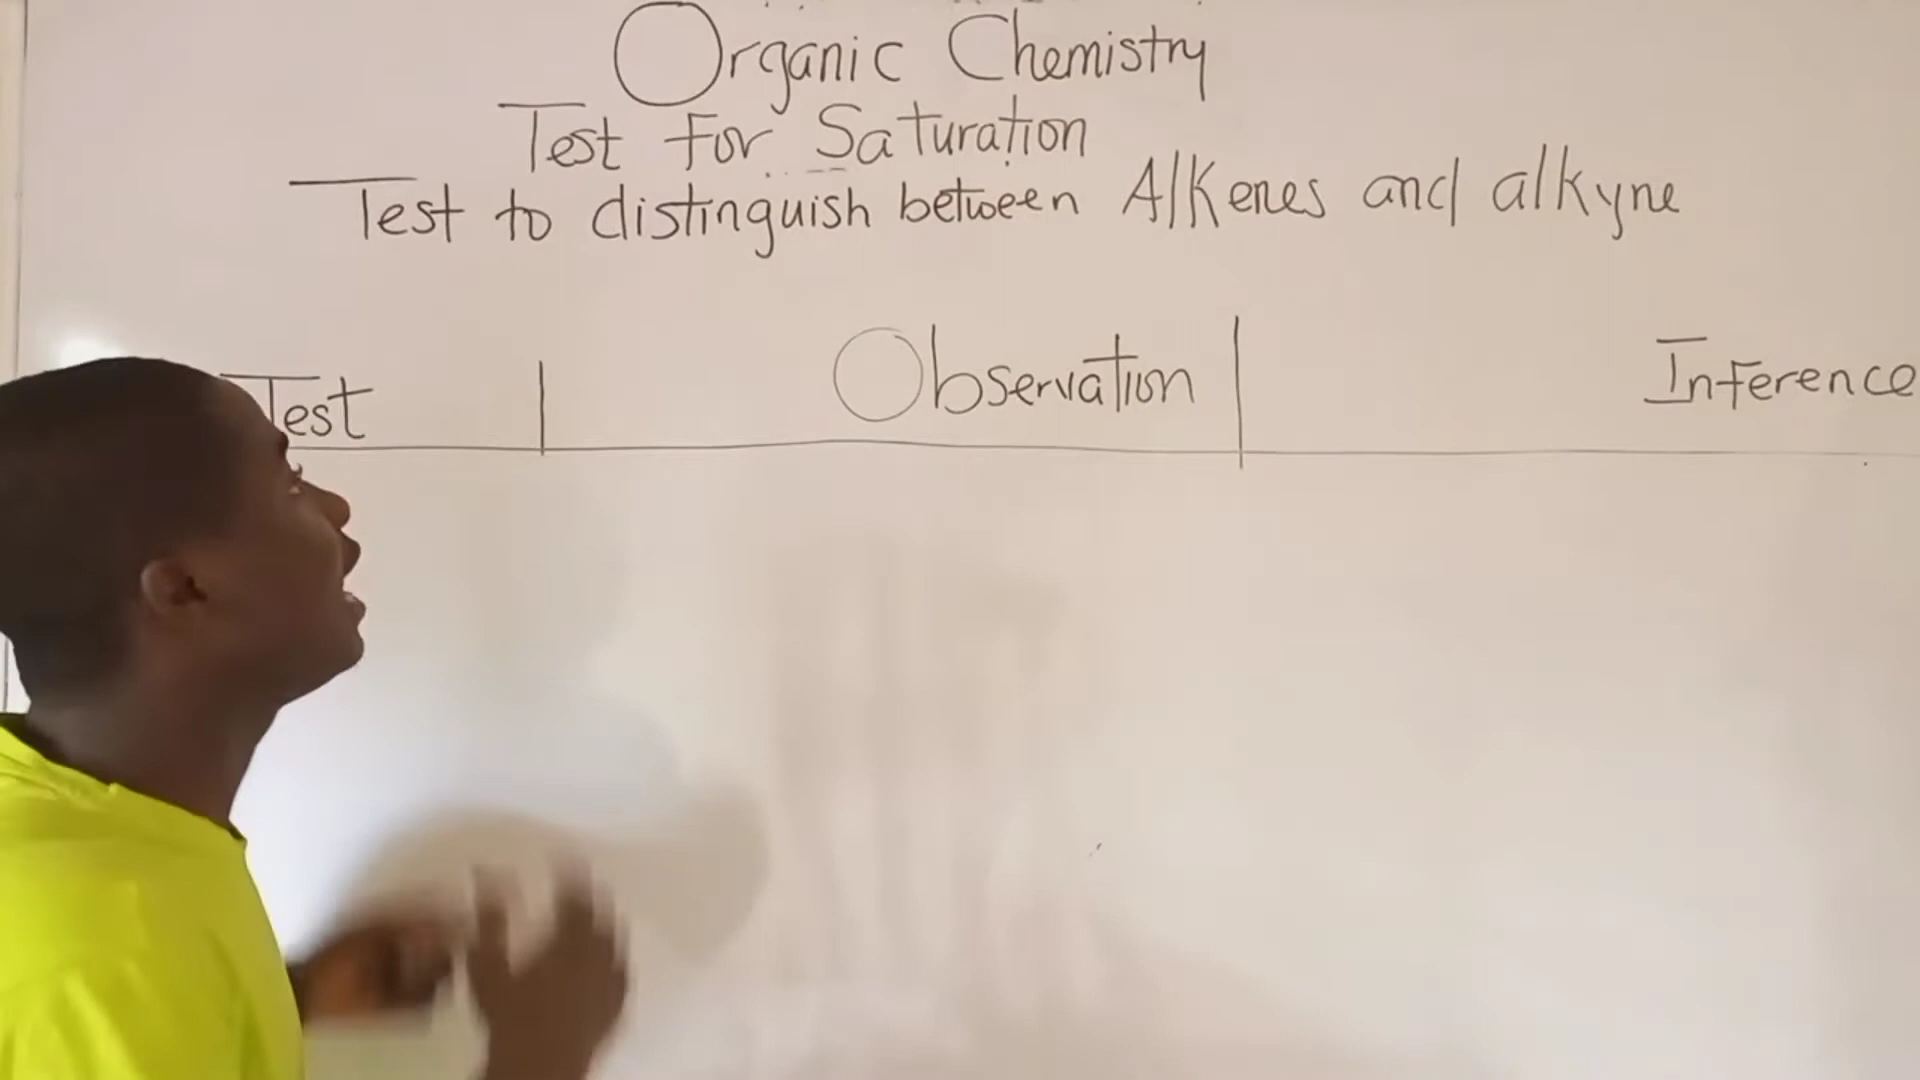 Organic Chemistry
Test For Saturation
Test to distinguish between Alkenes and alkyne
Test Observation Inference